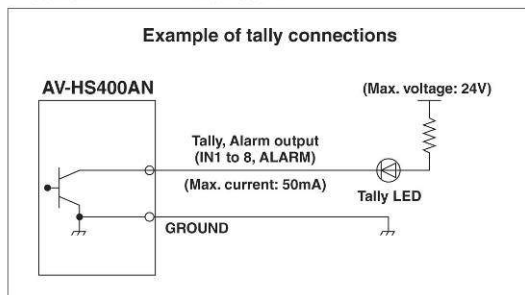 Example of tally connections
AV-HS400AN
(Max. voltage: 24V)
Tally, Alarm output
(IN1 to 8, ALARM)
(Max. current: 50mA)
Tally LED
GROUND